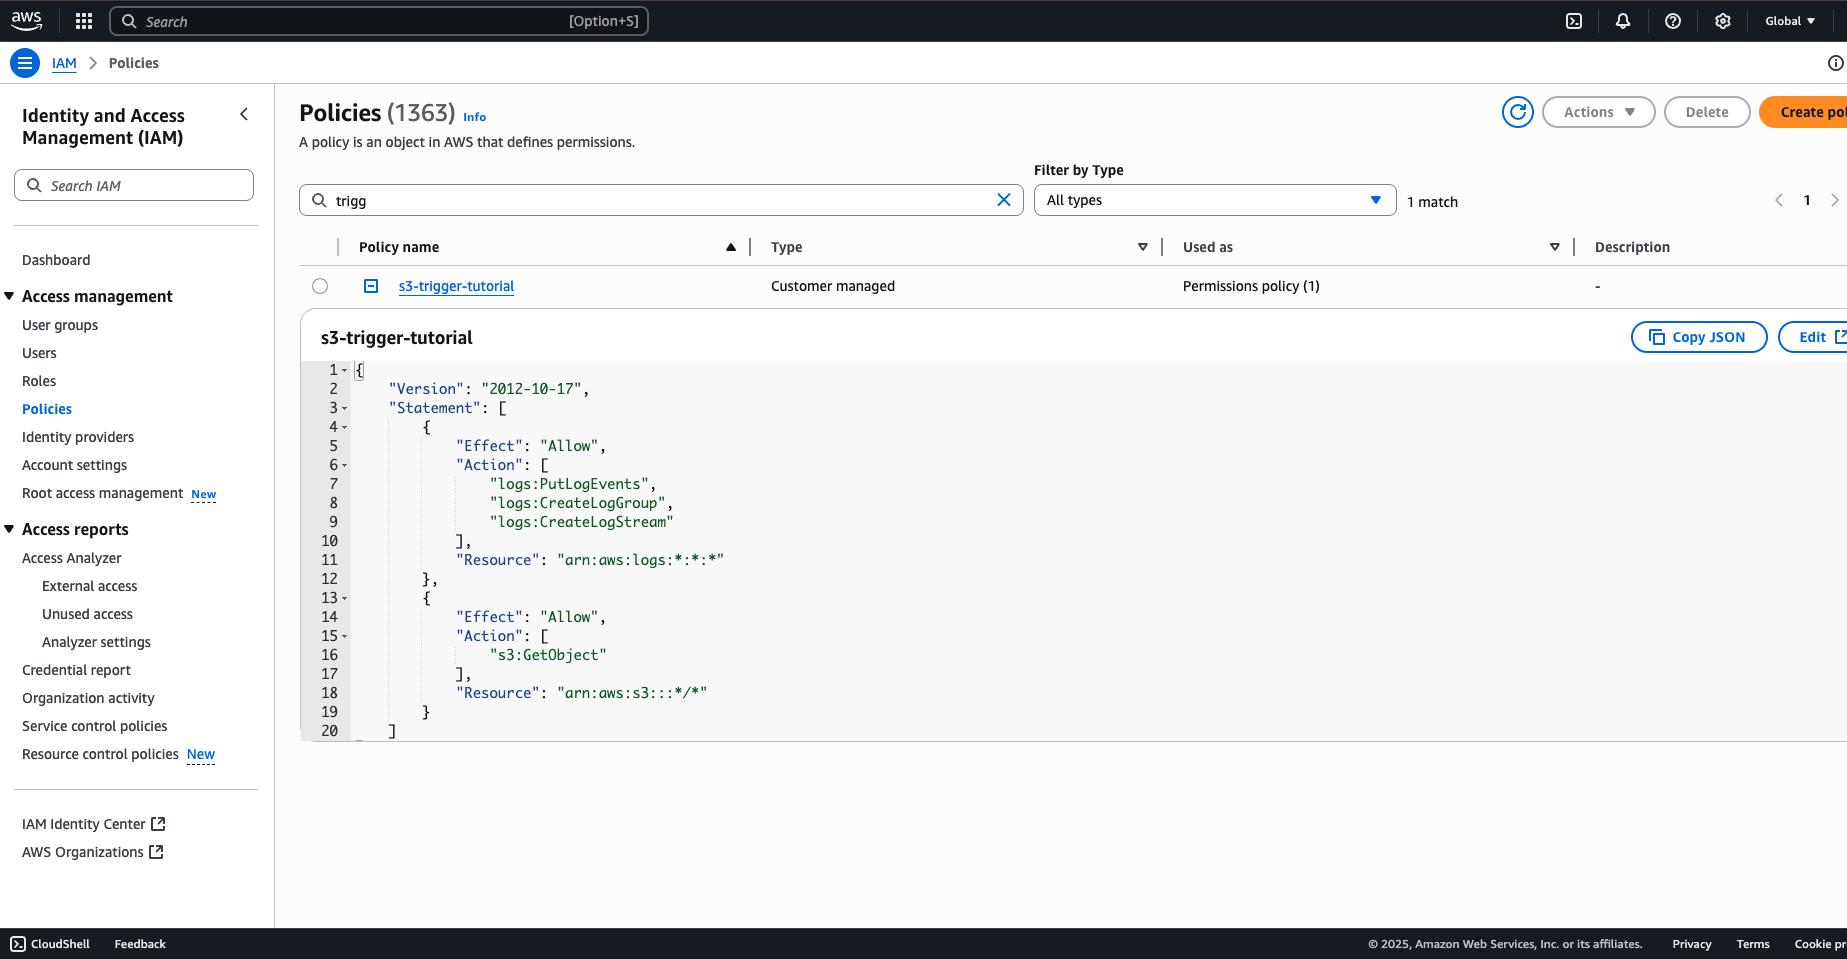 aws
Search [Option+S]
Global
IAM > Policies
Identity and Access Management (IAM)
Search IAM
Dashboard
Access management
User groups
Users
Roles
Policies
Identity providers
Account settings
Root access management New
Access reports
Access Analyzer
External access
Unused access
Analyzer settings
Credential report
Organization activity
Service control policies
Resource control policies New
IAM Identity Center
AWS Organizations
Policies (1363) Info
A policy is an object in AWS that defines permissions.
Actions
Delete
Create pol
Filter by Type
trigg
All types
1 match
1
Policy name Type Used as Description
s3-trigger-tutorial Customer managed Permissions policy (1) -
s3-trigger-tutorial
Copy JSON
Edit
1 {
2 "Version": "2012-10-17",
3 "Statement": [
4 {
5 "Effect": "Allow",
6 "Action": [
7 "logs:PutLogEvents",
8 "logs:CreateLogGroup",
9 "logs:CreateLogStream"
10 ],
11 "Resource": "arn:aws:logs:*:*:*"
12 },
13 {
14 "Effect": "Allow",
15 "Action": [
16 "s3:GetObject"
17 ],
18 "Resource": "arn:aws:s3:::*/*"
19 }
20 ]
CloudShell Feedback
© 2025, Amazon Web Services, Inc. or its affiliates. Privacy Terms Cookie pr